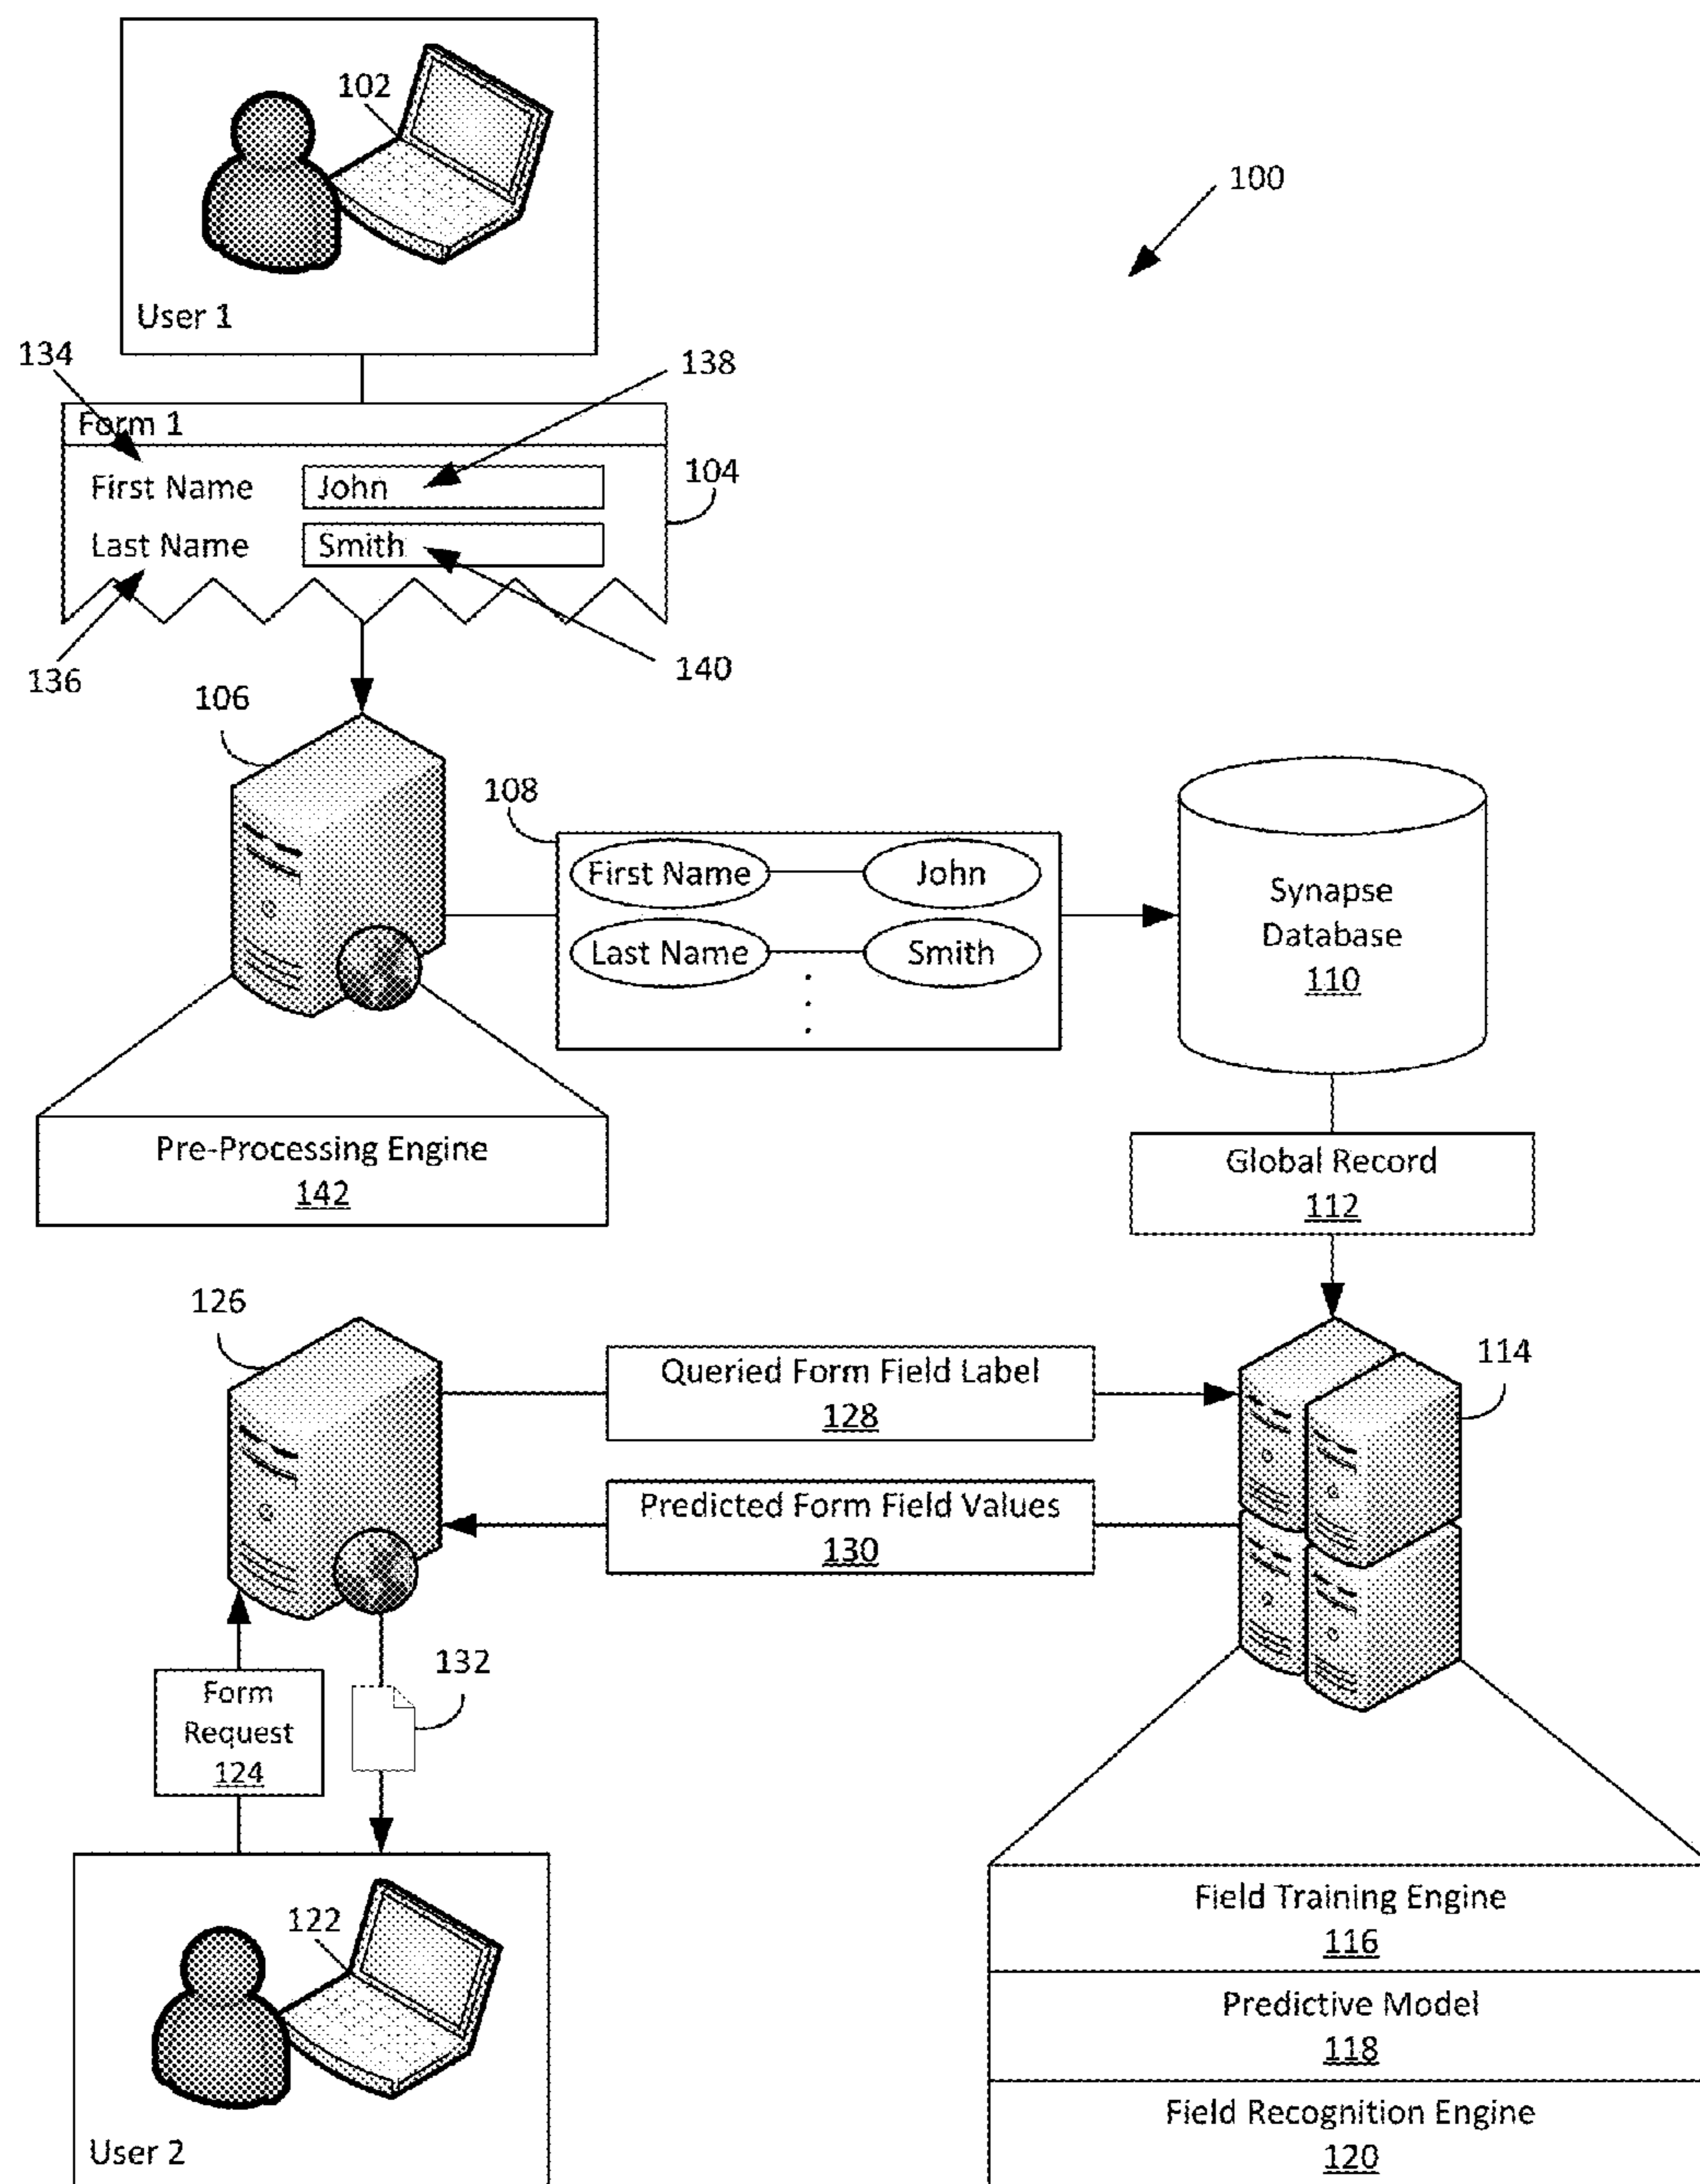 102
100
User 1
134
138
Form 1
First Name
John
104
Last Name
Smith
136
140
106
108
First Name
John
Last Name
Smith
.
.
.
Synapse
Database
110
Pre-Processing Engine
142
Global Record
112
126
Queried Form Field Label
128
114
Predicted Form Field Values
130
Form
Request
124
132
122
User 2
Field Training Engine
116
Predictive Model
118
Field Recognition Engine
120